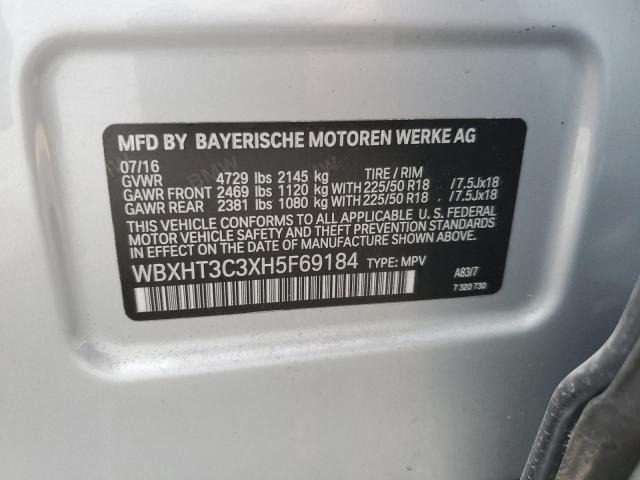 MFD BY BAYERISCHE MOTOREN WERKE AG
07/16
GVWR 4729 lbs 2145 kg TIRE / RIM
GAWR FRONT 2469 lbs 1120 kg WITH 225/50 R18 /7.5Jx18
GAWR REAR 2381 lbs 1080 kg WITH 225/50 R18 /7.5Jx18
THIS VEHICLE CONFORMS TO ALL APPLICABLE U. S. FEDERAL
MOTOR VEHICLE SAFETY, BUMPER, AND THEFT PREVENTION
STANDARDS IN EFFECT ON THE DATE OF MANUFACTURE SHOWN ABOVE.
WBXHT3C3XH5F69184 TYPE: MPV
A83/7
7 320 730